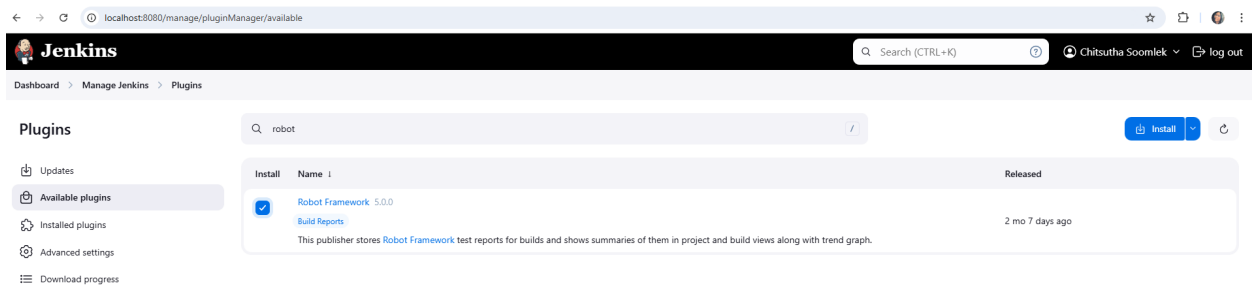 localhost:8080/manage/pluginManager/available
Jenkins
Search (CTRL+K)
Chitsutha Soomlek
log out
Dashboard > Manage Jenkins > Plugins
Plugins
robot
/
Install
Updates
Available plugins
Installed plugins
Advanced settings
Download progress
Install Name ↓ Released
Robot Framework 5.0.0
Build Reports
2 mo 7 days ago
This publisher stores Robot Framework test reports for builds and shows summaries of them in project and build views along with trend graph.